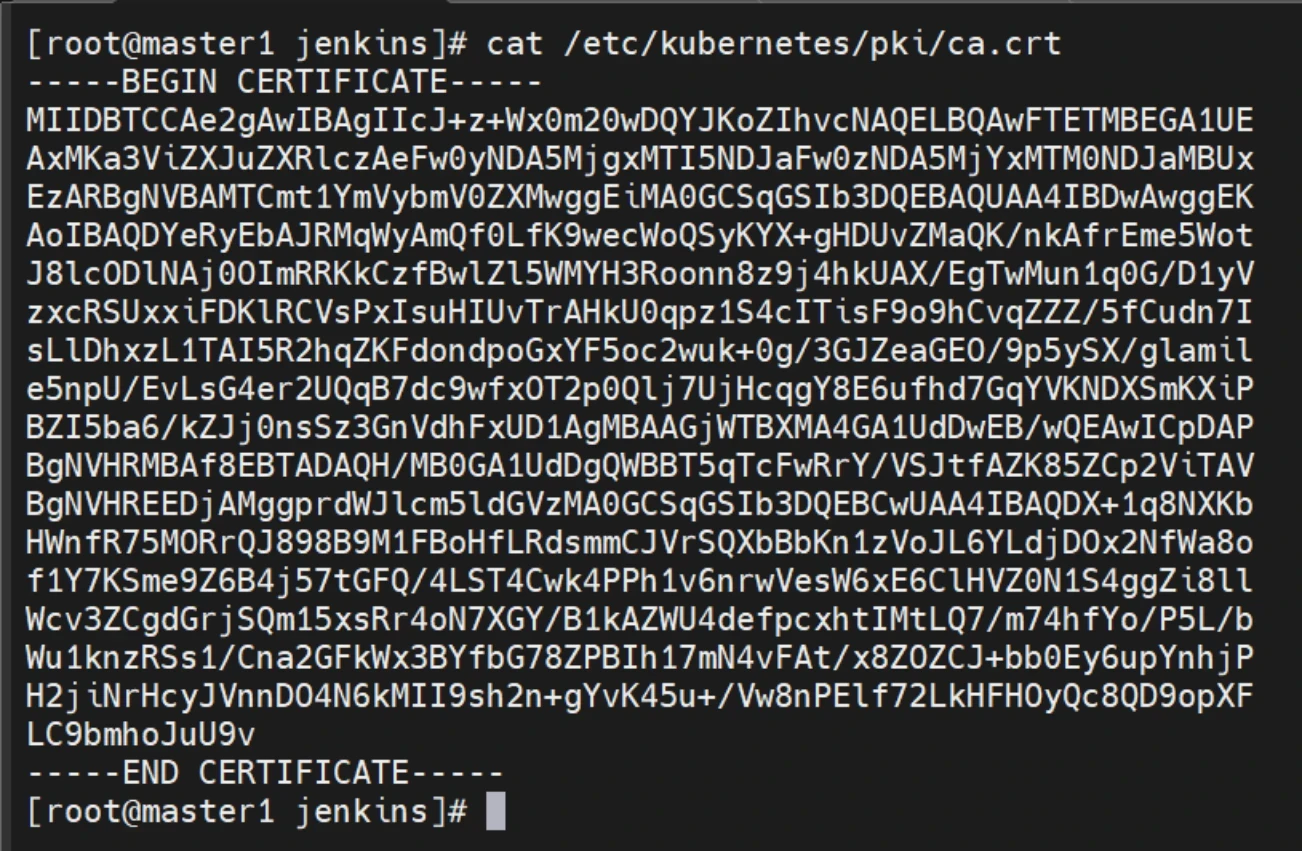 [root@master1 jenkins]# cat /etc/kubernetes/pki/ca.crt
-----BEGIN CERTIFICATE-----
MIIDBTCCAe2gAwIBAgIIcJ+z+Wx0m20wDQYJKoZIhvcNAQELBQAwFTETMBEGA1UE
AxMKa3ViZXJuZXRlczAeFw0yNDA5MjgxMTI5NDJaFw0zNDA5MjYxMTM0NDJaMBUx
EzARBgNVBAMTCmt1YmVybmV0ZXMwggEiMA0GCSqGSIb3DQEBAQUAA4IBDwAwggEK
AoIBAQDYeRyEbAJRMqWyAmQf0LfK9wecWoQSyKYX+gHDUvZMaQK/nkAfrEme5Wot
J8lcODlNAj0OImRRKkCzfBwlZl5WMYH3Roonn8z9j4hkUAX/EgTwMun1q0G/D1yV
zxcRSUxxiFDKlRCVsPxIsuHIUvTrAHkU0qpz1S4cITisF9o9hCvqZZZ/5fCudn7I
sLlDhxzL1TAI5R2hqZKFdondpoGxYF5oc2wuk+0g/3GJZeaGEO/9p5ySX/glamil
e5npU/EvLsG4er2UQqB7dc9wfxOT2p0Qlj7UjHcqgY8E6ufhd7GqYVKNDXSmKXiP
BZI5ba6/kZJj0nsSz3GnVdhFxUD1AgMBAAGjWTBXMA4GA1UdDwEB/wQEAwICpDAP
BgNVHRMBAf8EBTADAQH/MB0GA1UdDgQWBBT5qTcFwRrY/VSJtfAZK85ZCp2ViTAV
BgNVHREEDjAMggprdWJlcm5ldGVzMA0GCSqGSIb3DQEBCwUAA4IBAQDX+1q8NXKb
HWnfR75MORrQJ898B9M1FBoHfLRdsmmCJVrSQXbBbKn1zVoJL6YLdjDOx2NfWa8o
f1Y7KSme9Z6B4j57tGFQ/4LST4Cwk4PPh1v6nrwVesW6xE6ClHVZ0N1S4ggZi8ll
Wcv3ZCgdGrjSQm15xsRr4oN7XGY/B1kAZWU4defpcxhtIMtLQ7/m74hfYo/P5L/b
Wu1knzRSs1/Cna2GFkWx3BYfbG78ZPBIh17mN4vFAt/x8ZOZCJ+bb0Ey6upYnhjP
H2jiNrHcyJVnnDO4N6kMII9sh2n+gYvK45u+/Vw8nPElf72LkHFHOyQc8QD9opXF
LC9bmhoJuU9v
-----END CERTIFICATE-----
[root@master1 jenkins]#